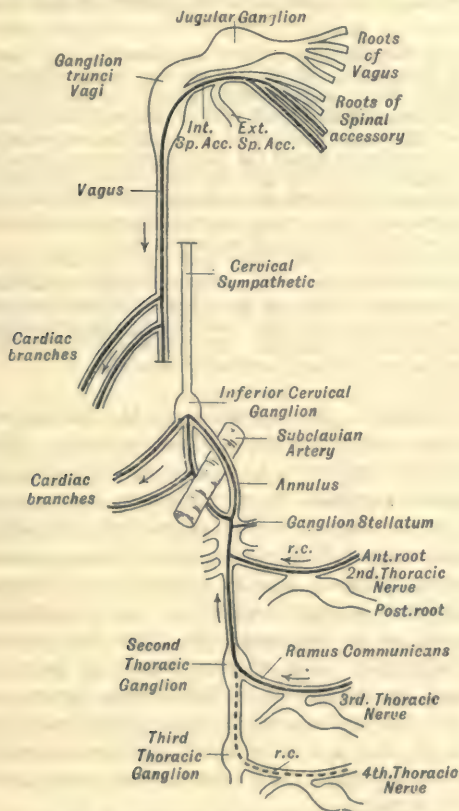 Jugular Ganglion
Ganglion
trunci
Vagi
Roots
of
Vagus
Roots of
Spinal
accessory
Int.
Sp. Acc.
Ext.
Sp. Acc.
Vagus
Cervical
Sympathetic
Cardiac
branches
Inferior Cervical
Ganglion
Subclavian
Artery
Cardiac
branches
Annulus
Ganglion Stellatum
r.c.
Ant. root
2nd. Thoracic
Nerve
Post. root
Second
Thoracic
Ganglion
Ramus Communicans
3rd. Thoracic
Nerve
Third
Thoracic
Ganglion
r.c.
4th. Thoracic
Nerve